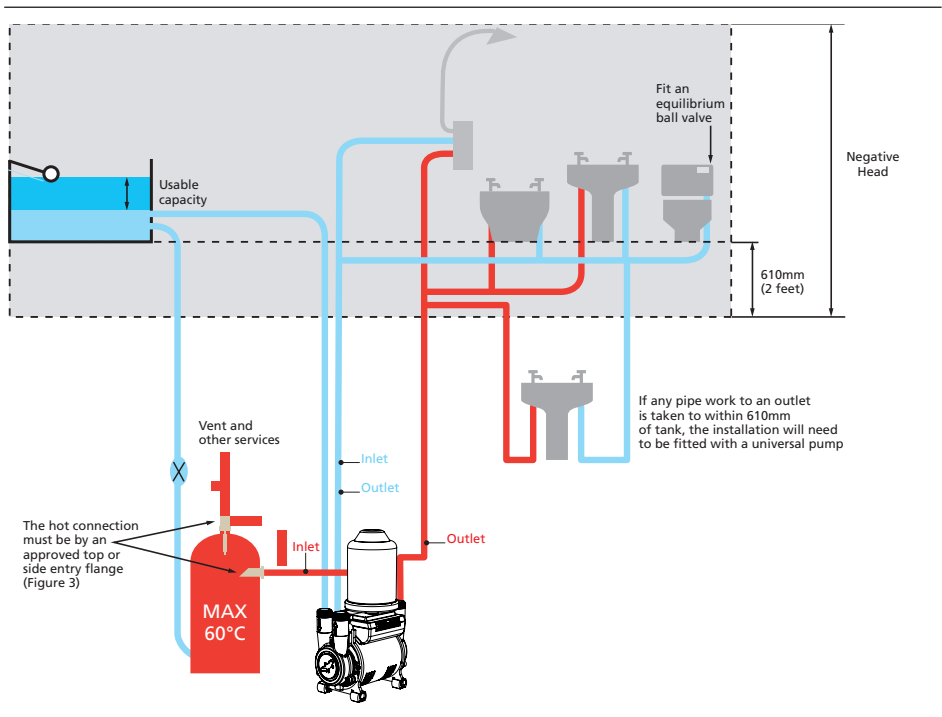 Fit an
equilibrium
ball valve
Negative
Head
Usable
capacity
610mm
(2 feet)
If any pipe work to an outlet
is taken to within 610mm
of tank, the installation will need
to be fitted with a universal pump
Vent and
other services
Inlet
Outlet
The hot connection
must be by an
approved top or
side entry flange
(Figure 3)
Inlet
Outlet
MAX
60°C